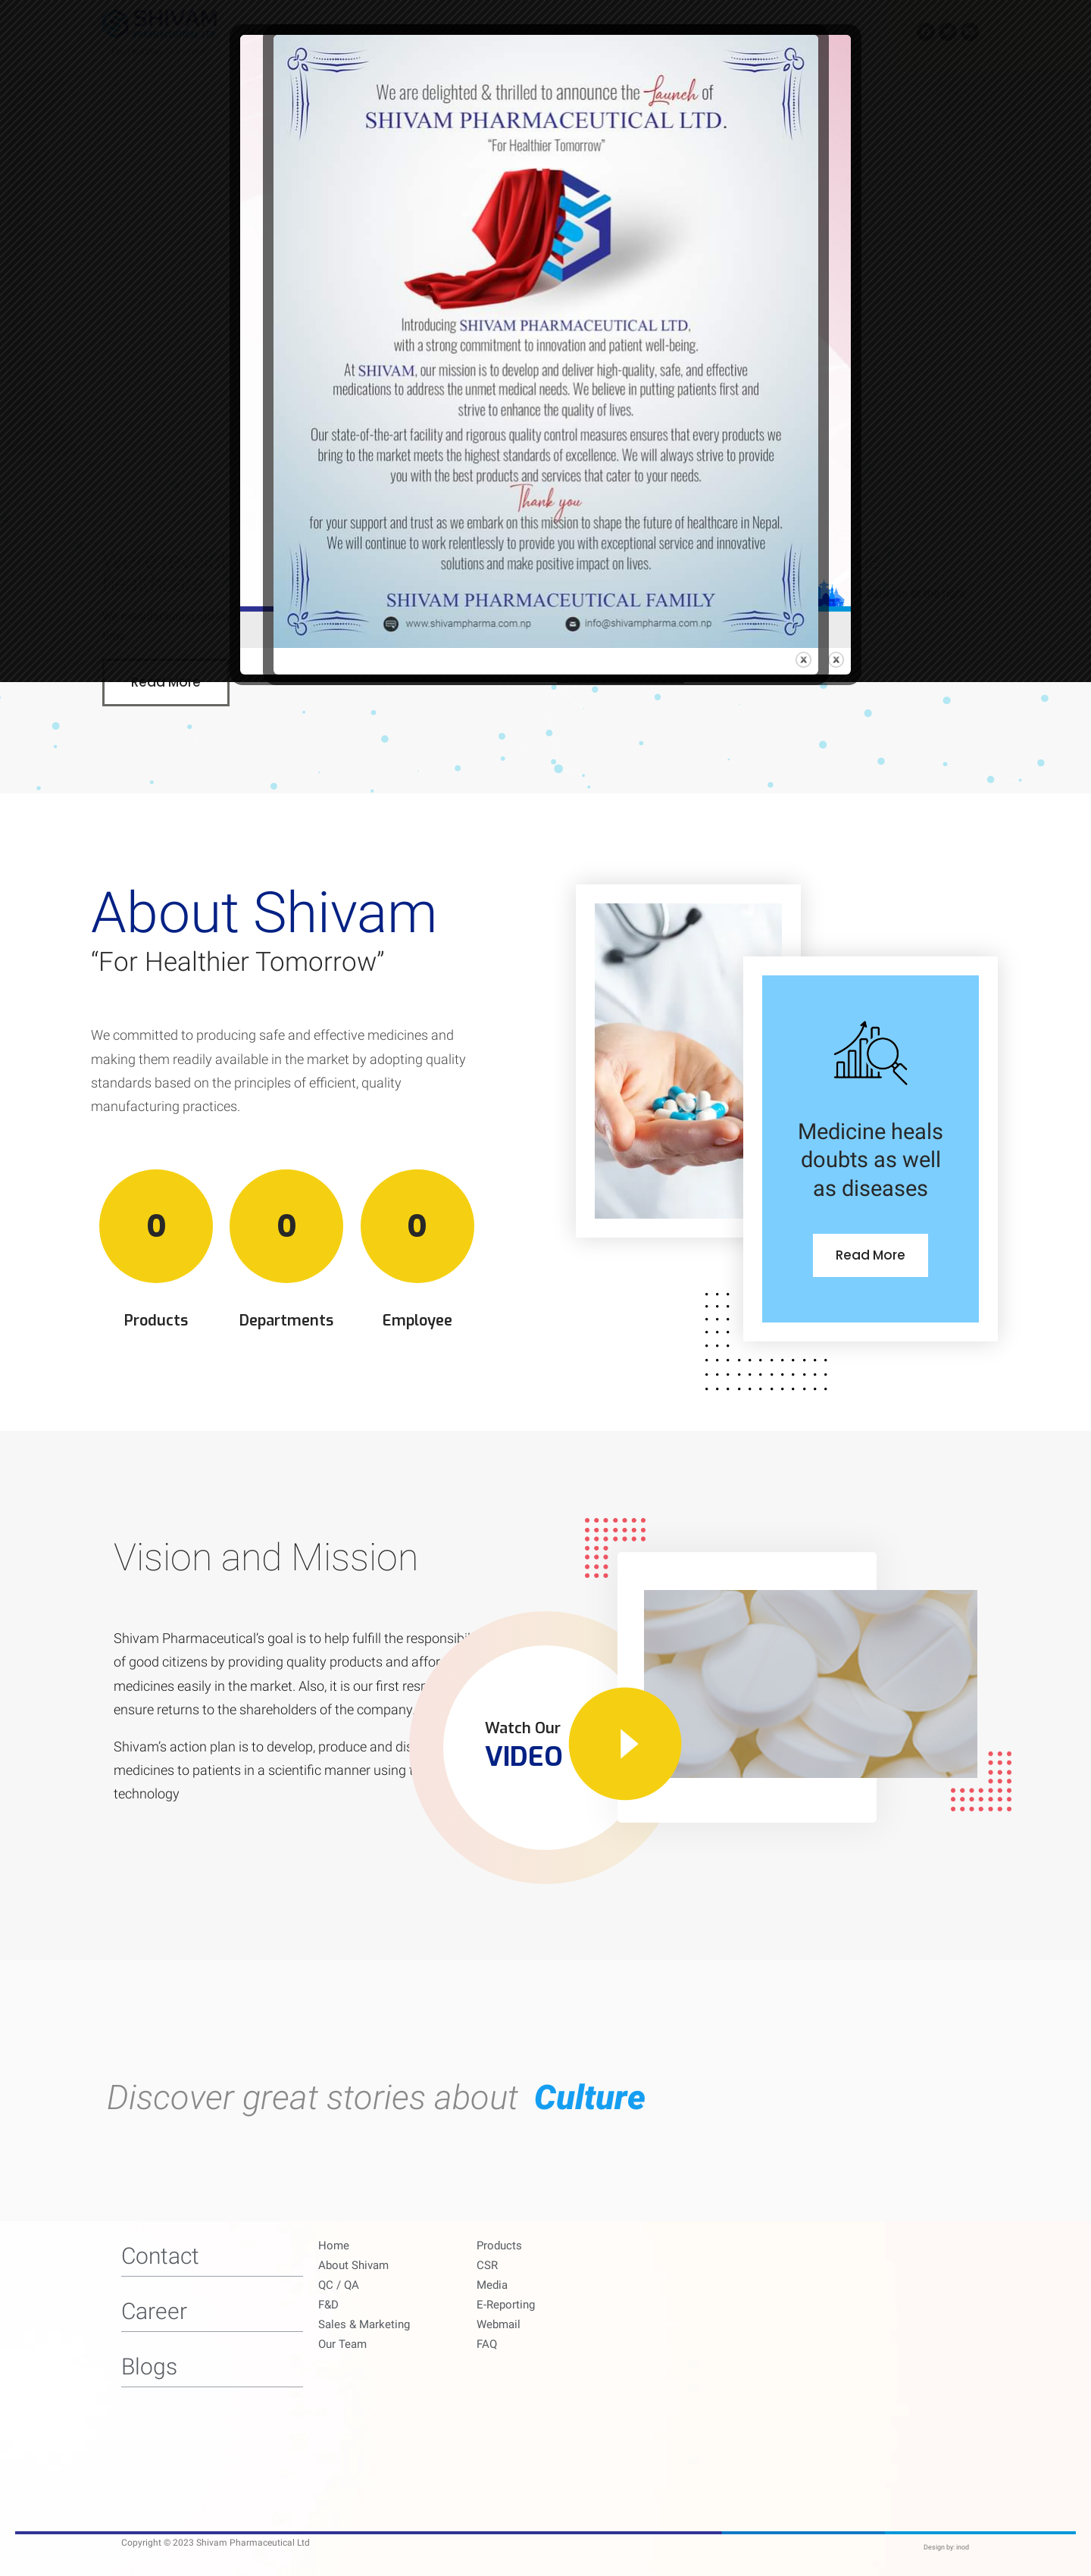 SHIVAM
We are delighted & thrilled to announce the Launch of
SHIVAM PHARMACEUTICAL LTD.
“For Healthier Tomorrow”
Introducing SHIVAM PHARMACEUTICAL LTD,
with a strong commitment to innovation and patient well-being.
At SHIVAM, our mission is to develop and deliver high-quality, safe, and effective
medications to address the unmet medical needs. We believe in putting patients first and
strive to enhance the quality of lives.
Our state-of-the-art facility and rigorous quality control measures ensures that every products we
bring to the market meets the highest standards of excellence. We will always strive to provide
you with the best products and services that cater to your needs.
Thank you
for your support and trust as we embark on this mission to shape the future of healthcare in Nepal.
We will continue to work relentlessly to provide you with exceptional service and innovative
solutions and make positive impact on lives.
SHIVAM PHARMACEUTICAL FAMILY
www.shivampharma.com.np info@shivampharma.com.np
X X
Read More
About Shivam
“For Healthier Tomorrow”
We committed to producing safe and effective medicines and
making them readily available in the market by adopting quality
standards based on the principles of efficient, quality
manufacturing practices.
0 0 0
Products Departments Employee
Medicine heals
doubts as well
as diseases
Read More
Vision and Mission
Shivam Pharmaceutical’s goal is to help fulfill the
of good citizens by providing quality products and
medicines easily in the market. Also, it is our first
ensure returns to the shareholders of the company.
Shivam’s action plan is to develop, produce and
medicines to patients in a scientific manner using
technology
Watch Our
VIDEO
Discover great stories about Culture
Contact
Career
Blogs
Home
About Shivam
QC / QA
F&D
Sales & Marketing
Our Team
Products
CSR
Media
E-Reporting
Webmail
FAQ
Copyright © 2023 Shivam Pharmaceutical Ltd
Design by: inod